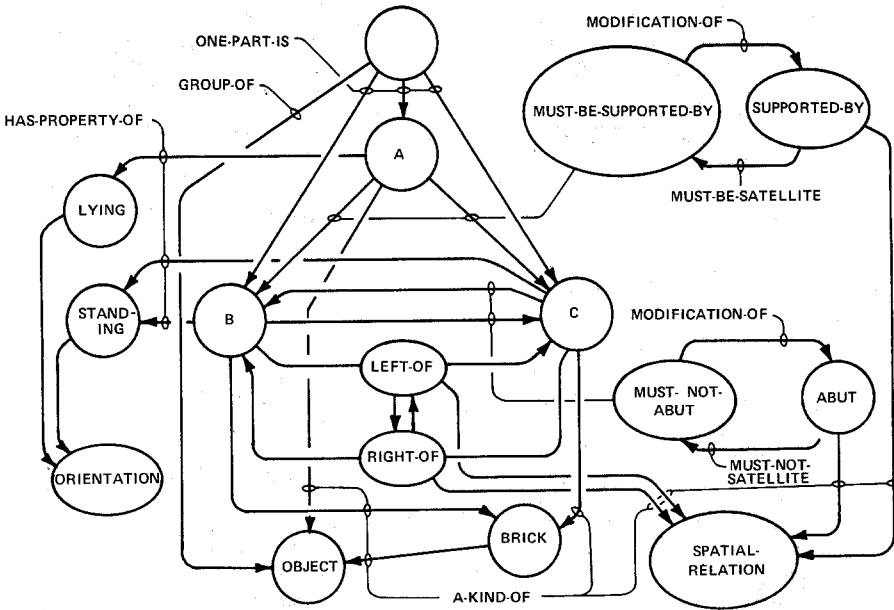 MODIFICATION-OF
ONE-PART-IS
GROUP-OF
MUST-BE-SUPPORTED-BY
SUPPORTED-BY
HAS-PROPERTY-OF
A
LYING
MUST-BE-SATELLITE
STAND-
ING
B
C
MODIFICATION-OF
LEFT-OF
MUST- NOT-
ABUT
ABUT
RIGHT-OF
MUST-NOT-
SATELLITE
ORIENTATION
BRICK
OBJECT
SPATIAL-
RELATION
A-KIND-OF